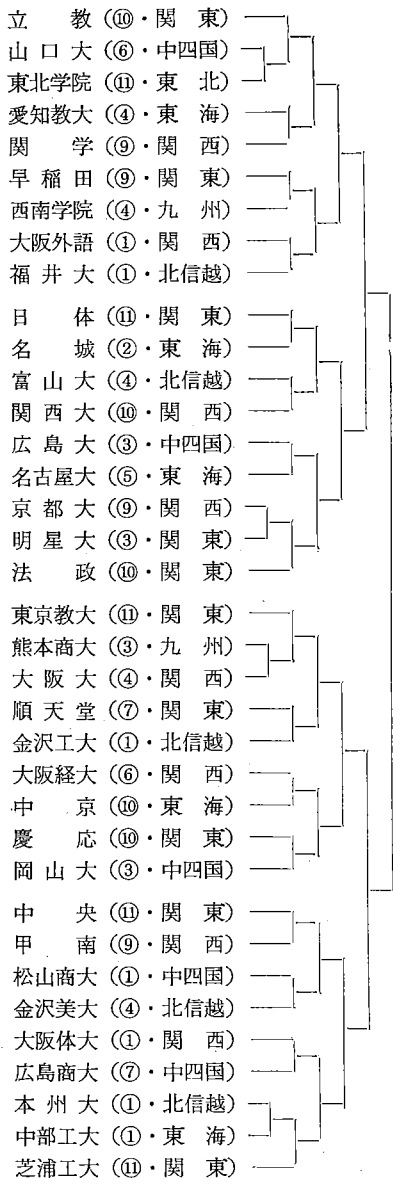 立教 (⑩・関東)
山口大 (⑥・中四国)
東北学院 (⑪・東北)
愛知教大 (④・東海)
関学 (⑨・関西)
早稲田 (⑨・関東)
西南学院 (④・九州)
大阪外語 (①・関西)
福井大 (①・北信越)
日体 (⑪・関東)
名城 (②・東海)
富山大 (④・北信越)
関西大 (⑩・関西)
広島大 (③・中四国)
名古屋大 (⑤・東海)
京都大 (⑨・関西)
明星大 (③・関東)
法政 (⑩・関東)
東京教大 (⑪・関東)
熊本商大 (③・九州)
大阪大 (④・関西)
順天堂 (⑦・関東)
金沢工大 (①・北信越)
大阪経大 (⑥・関西)
中京 (⑩・東海)
慶応 (⑩・関東)
岡山大 (③・中四国)
中央 (⑪・関東)
甲南 (⑨・関西)
松山商大 (①・中四国)
金沢美大 (④・北信越)
大阪体大 (①・関西)
広島商大 (⑦・中四国)
本州大 (①・北信越)
中部工大 (①・東海)
芝浦工大 (⑪・関東)